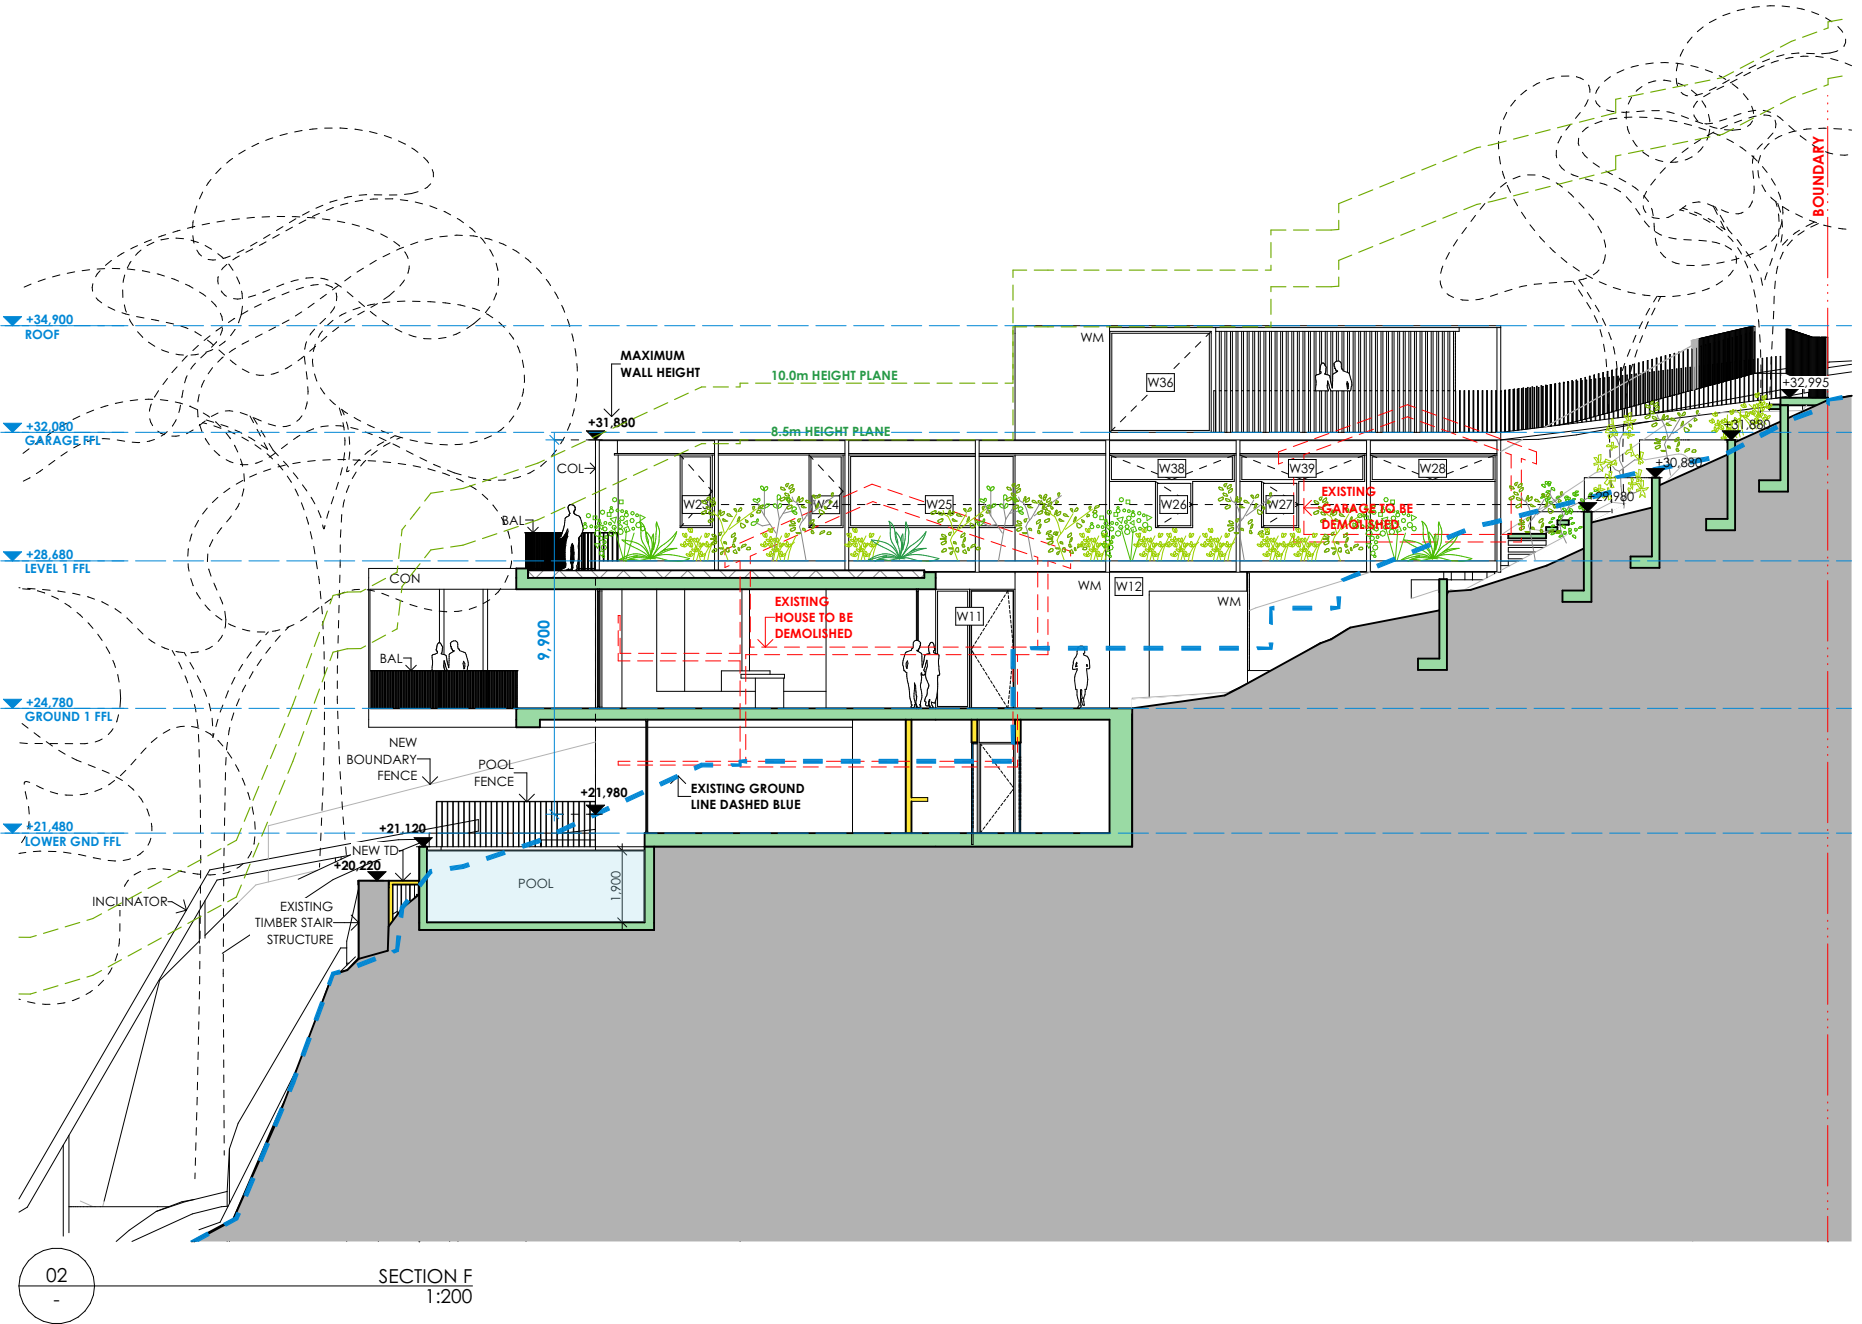 BOUNDARY
+34,900
ROOF
WM
MAXIMUM
WALL HEIGHT
10.0m HEIGHT PLANE
W36
+32,995
+32,080
GARAGE FFL
+31,880
8.5m HEIGHT PLANE
+31,880
COL
W38
W39
W28
+30,880
W23
W24
W25
W26
W27
EXISTING
GARAGE TO BE
DEMOLISHED
+29,980
BAL
+28,680
LEVEL 1 FFL
CON
WM
W12
WM
EXISTING
HOUSE TO BE
DEMOLISHED
W11
9,900
BAL
+24,780
GROUND 1 FFL
NEW
BOUNDARY
FENCE
POOL
FENCE
EXISTING GROUND
LINE DASHED BLUE
+21,980
+21,480
LOWER GND FFL
+21,120
NEW TD
+20,220
POOL
1,900
INCLINATOR
EXISTING
TIMBER STAIR
STRUCTURE
02
-
SECTION F
1:200